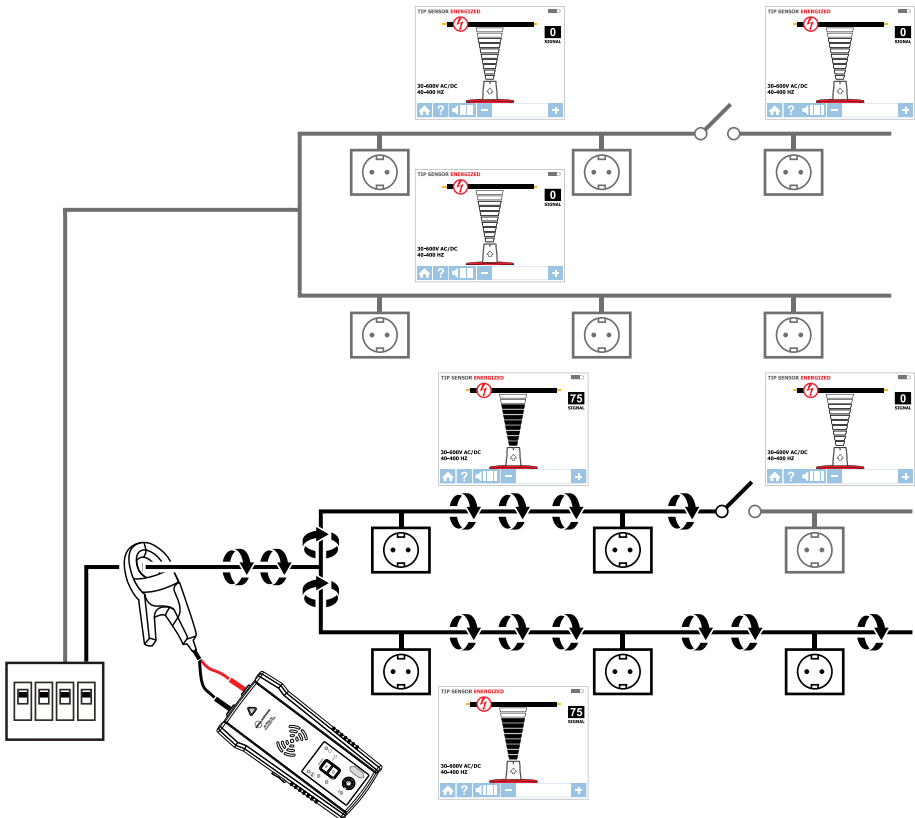 TIP SENSOR ENERGIZED
0
SIGNAL
30-600V AC/DC
40-400 HZ
?
TIP SENSOR ENERGIZED
0
SIGNAL
30-600V AC/DC
40-400 HZ
?
TIP SENSOR ENERGIZED
0
SIGNAL
30-600V AC/DC
40-400 HZ
?
TIP SENSOR ENERGIZED
75
SIGNAL
30-600V AC/DC
40-400 HZ
?
TIP SENSOR ENERGIZED
0
SIGNAL
30-600V AC/DC
40-400 HZ
?
TIP SENSOR ENERGIZED
75
SIGNAL
30-600V AC/DC
40-400 HZ
?